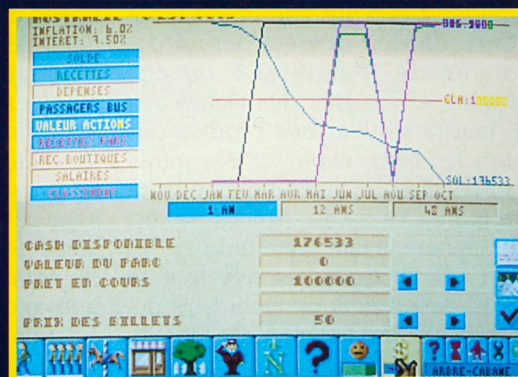 INFLATION: 6.0%
INTERET: 7.50%
SOLDE
RECETTES
DEPENSES
PASSAGERS BUS
VALEUR ACTIONS
RECETTES PARC
REC.BOUTIQUES
SALAIRES
CLASSEMENT
CLA:100000
SOL:176533
NOV DEC JAN FEV MAR AVR MAI JUN JUL AOU SEP OCT
1 AN 12 ANS 48 ANS
CASH DISPONIBLE 176533
VALEUR DU PARC 0
PRET EN COURS 100000
PRIX DES BILLETS 50
ARBRE-CABANE